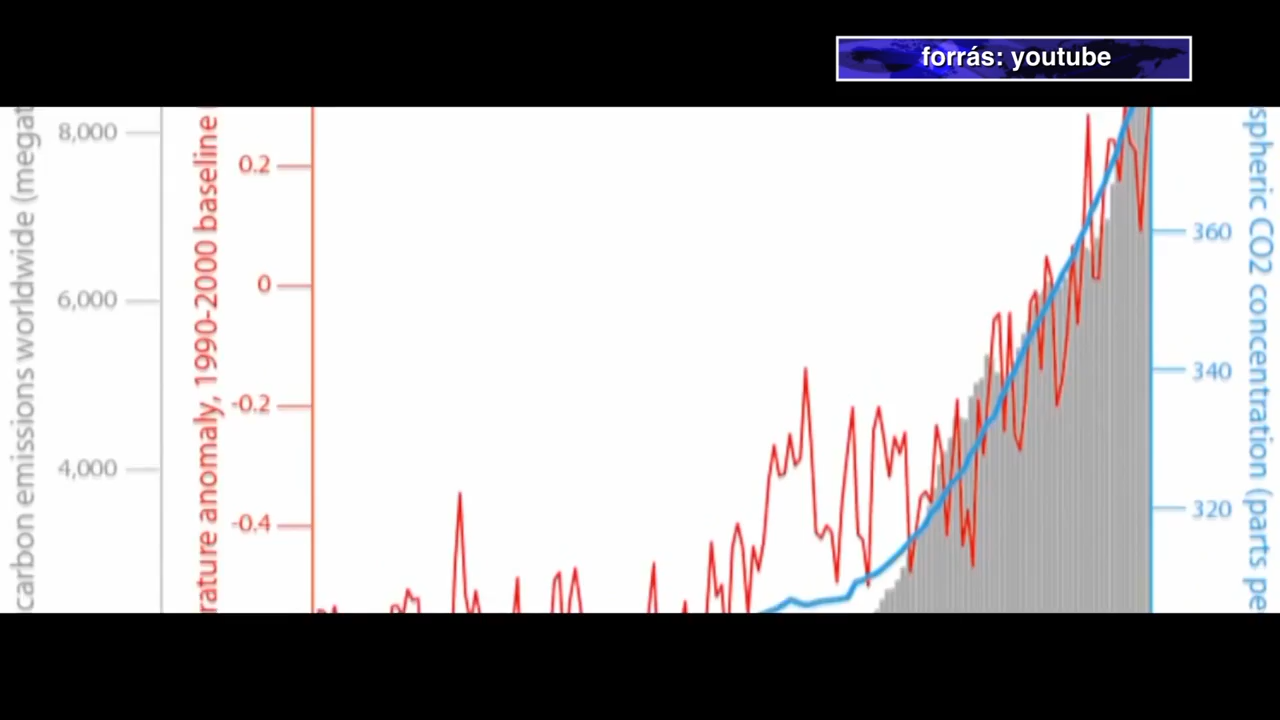 forrás: youtube
carbon emissions worldwide (megat
8,000
6,000
4,000
rature anomaly, 1990-2000 baseline
0.2
0
-0.2
-0.4
360
340
320
spheric CO2 concentration (parts pe